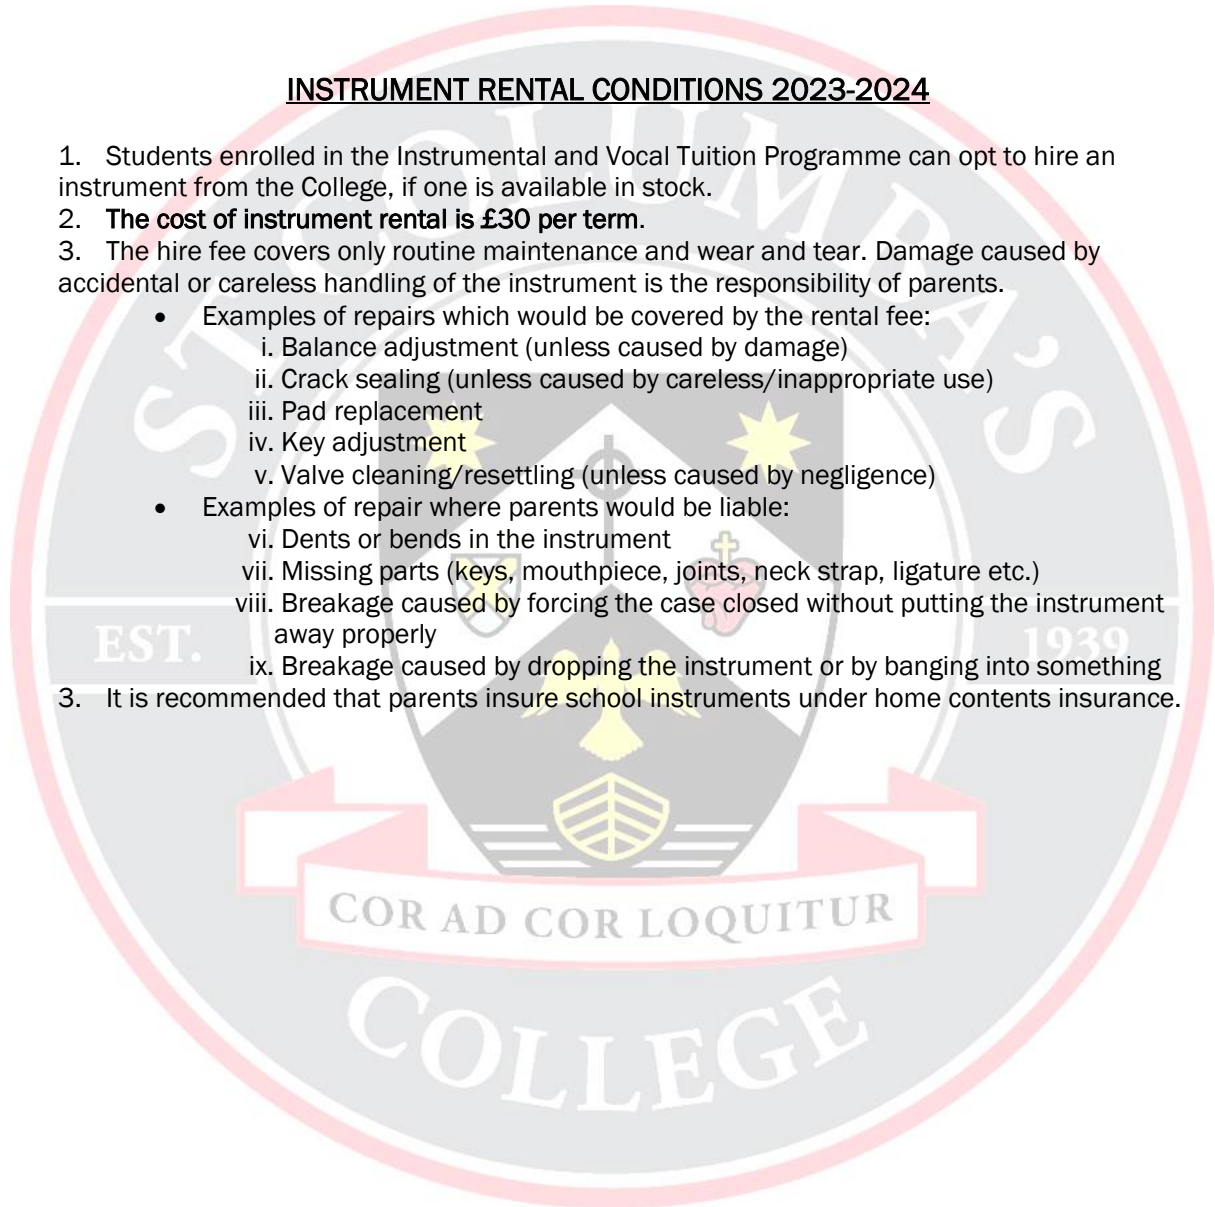 INSTRUMENT RENTAL CONDITIONS 2023-2024
1. Students enrolled in the Instrumental and Vocal Tuition Programme can opt to hire an
instrument from the College, if one is available in stock.
2. The cost of instrument rental is £30 per term.
3. The hire fee covers only routine maintenance and wear and tear. Damage caused by
accidental or careless handling of the instrument is the responsibility of parents.
• Examples of repairs which would be covered by the rental fee:
i. Balance adjustment (unless caused by damage)
ii. Crack sealing (unless caused by careless/inappropriate use)
iii. Pad replacement
iv. Key adjustment
v. Valve cleaning/resettling (unless caused by negligence)
• Examples of repair where parents would be liable:
vi. Dents or bends in the instrument
vii. Missing parts (keys, mouthpiece, joints, neck strap, ligature etc.)
viii. Breakage caused by forcing the case closed without putting the instrument
away properly
ix. Breakage caused by dropping the instrument or by banging into something
3. It is recommended that parents insure school instruments under home contents insurance.
ST COLUMBA'S
EST. 1939
COR AD COR LOQUITUR
COLLEGE